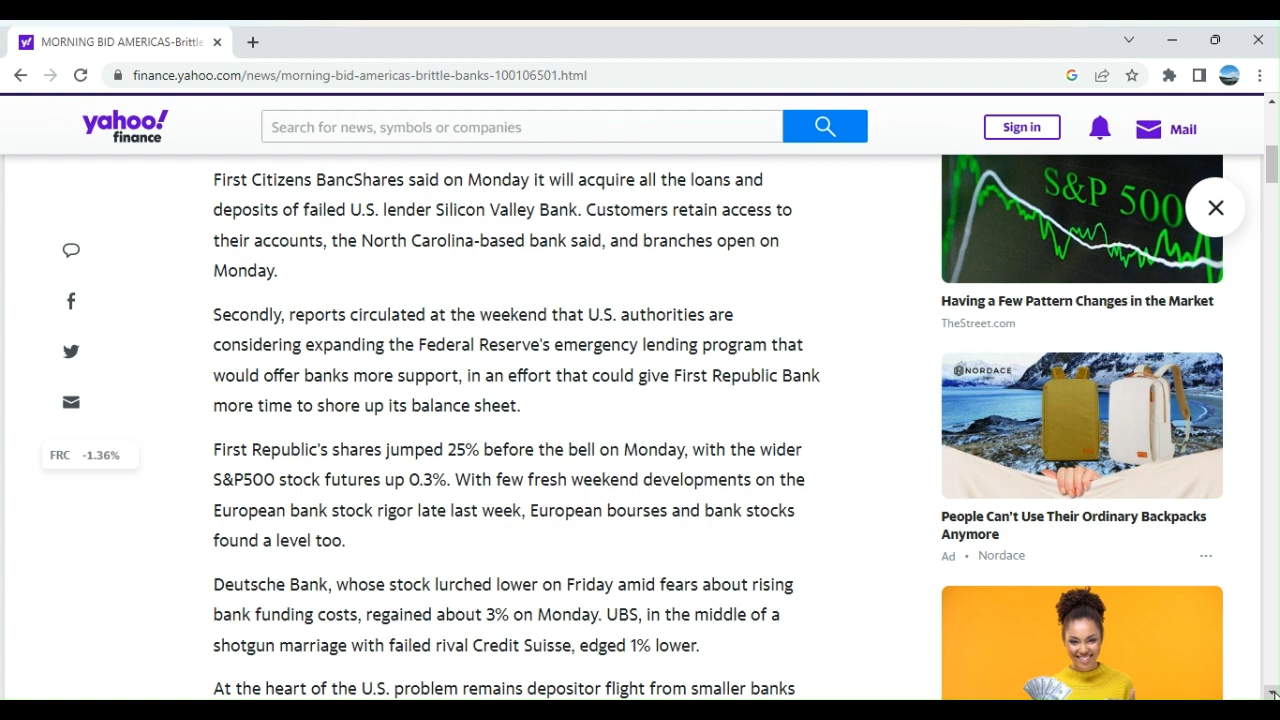 MORNING BID AMERICAS-Brittle
finance.yahoo.com/news/morning-bid-americas-brittle-banks-100106501.html
yahoo!
finance
Search for news, symbols or companies
Sign in
Mail
First Citizens BancShares said on Monday it will acquire all the loans and
deposits of failed U.S. lender Silicon Valley Bank. Customers retain access to
their accounts, the North Carolina-based bank said, and branches open on
Monday.
Secondly, reports circulated at the weekend that U.S. authorities are
considering expanding the Federal Reserve's emergency lending program that
would offer banks more support, in an effort that could give First Republic Bank
more time to shore up its balance sheet.
FRC -1.36%
First Republic's shares jumped 25% before the bell on Monday, with the wider
S&P500 stock futures up 0.3%. With few fresh weekend developments on the
European bank stock rigor late last week, European bourses and bank stocks
found a level too.
Deutsche Bank, whose stock lurched lower on Friday amid fears about rising
bank funding costs, regained about 3% on Monday. UBS, in the middle of a
shotgun marriage with failed rival Credit Suisse, edged 1% lower.
At the heart of the U.S. problem remains depositor flight from smaller banks
S&P 500
Having a Few Pattern Changes in the Market
TheStreet.com
NORDACE
People Can't Use Their Ordinary Backpacks
Anymore
Ad • Nordace